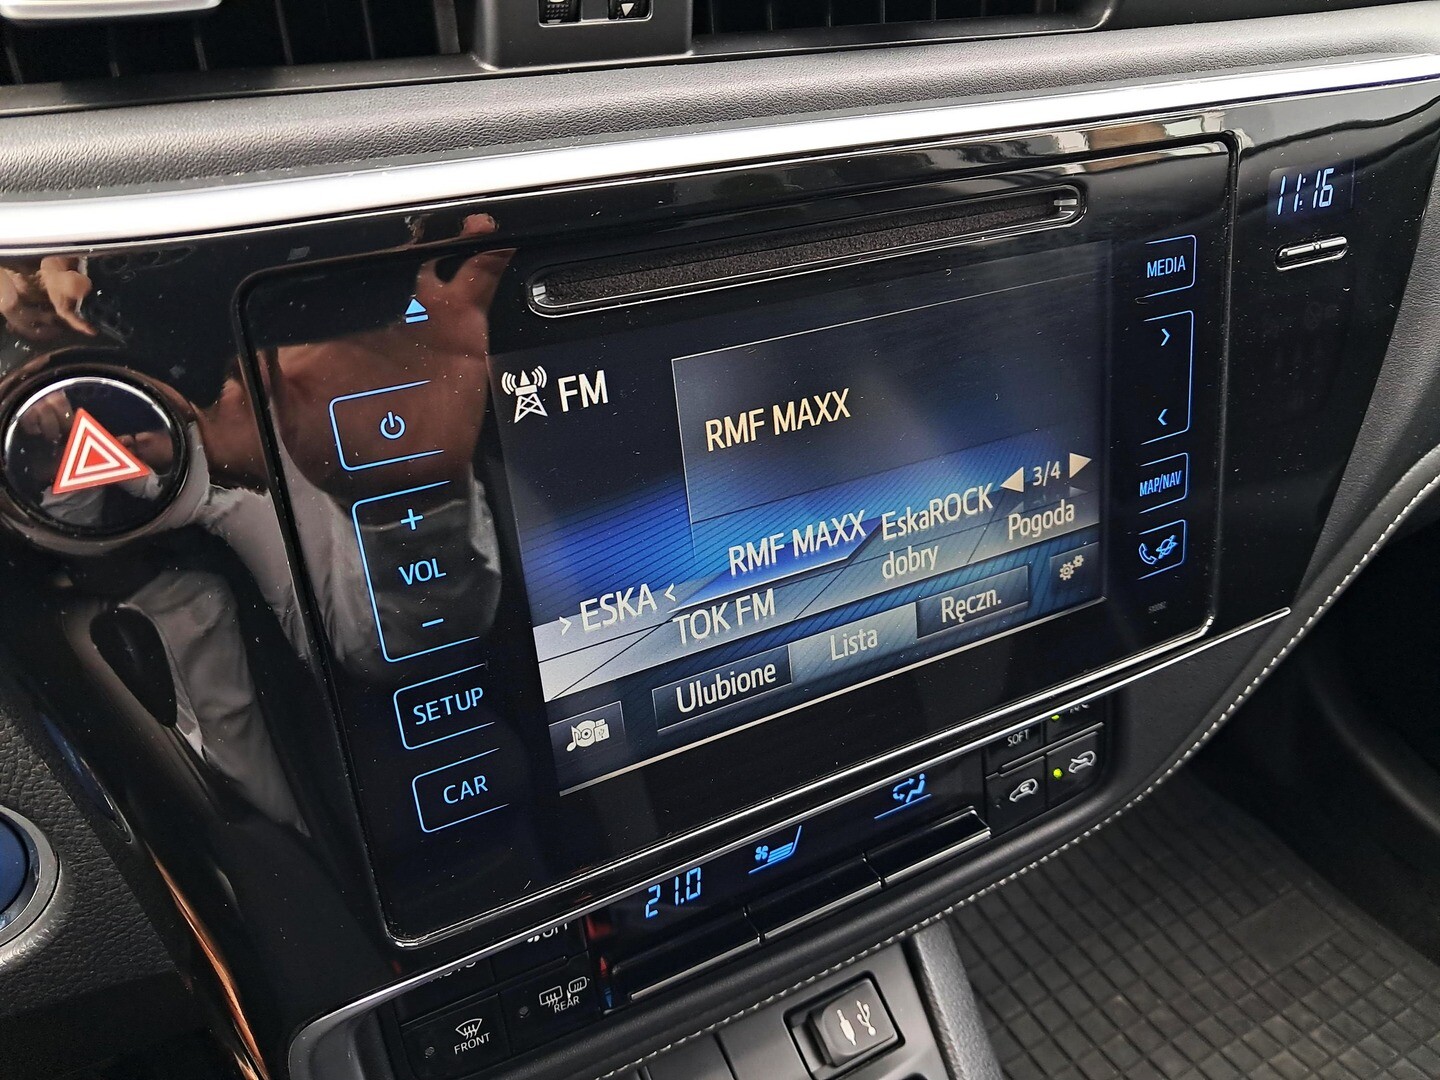 11:16
MEDIA
FM
RMF MAXX
3/4
MAP/NAV
VOL
ESKA
RMF MAXX
EskaROCK
TOK FM
dobry
Pogoda
Ulubione
Lista
Ręczn.
SETUP
CAR
SOFT
21.0
REAR
FRONT